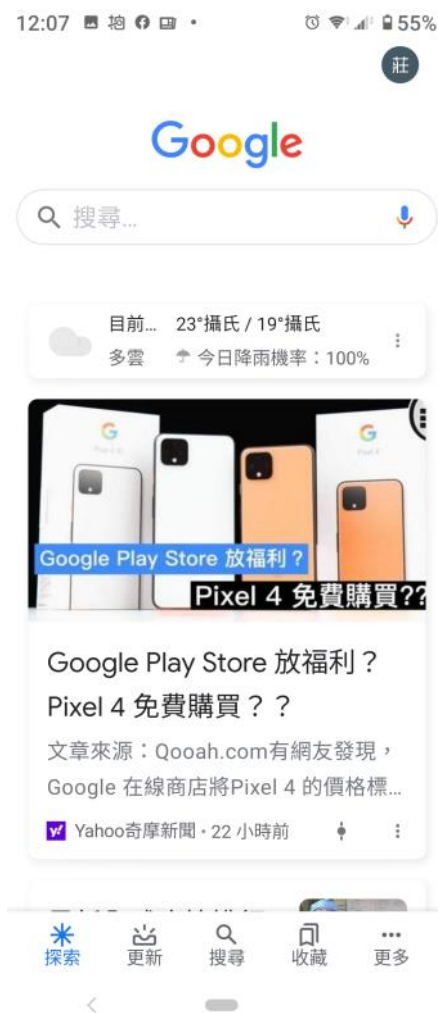 12:07
55%
莊
Google
搜尋...
目前... 23°攝氏 / 19°攝氏
多雲 今日降雨機率：100%
Google Play Store 放福利？
Pixel 4 免費購買??
Google Play Store 放福利？
Pixel 4 免費購買？？
文章來源：Qooah.com有網友發現，
Google 在線商店將Pixel 4 的價格標...
Yahoo奇摩新聞・22 小時前
探索 更新 搜尋 收藏 更多